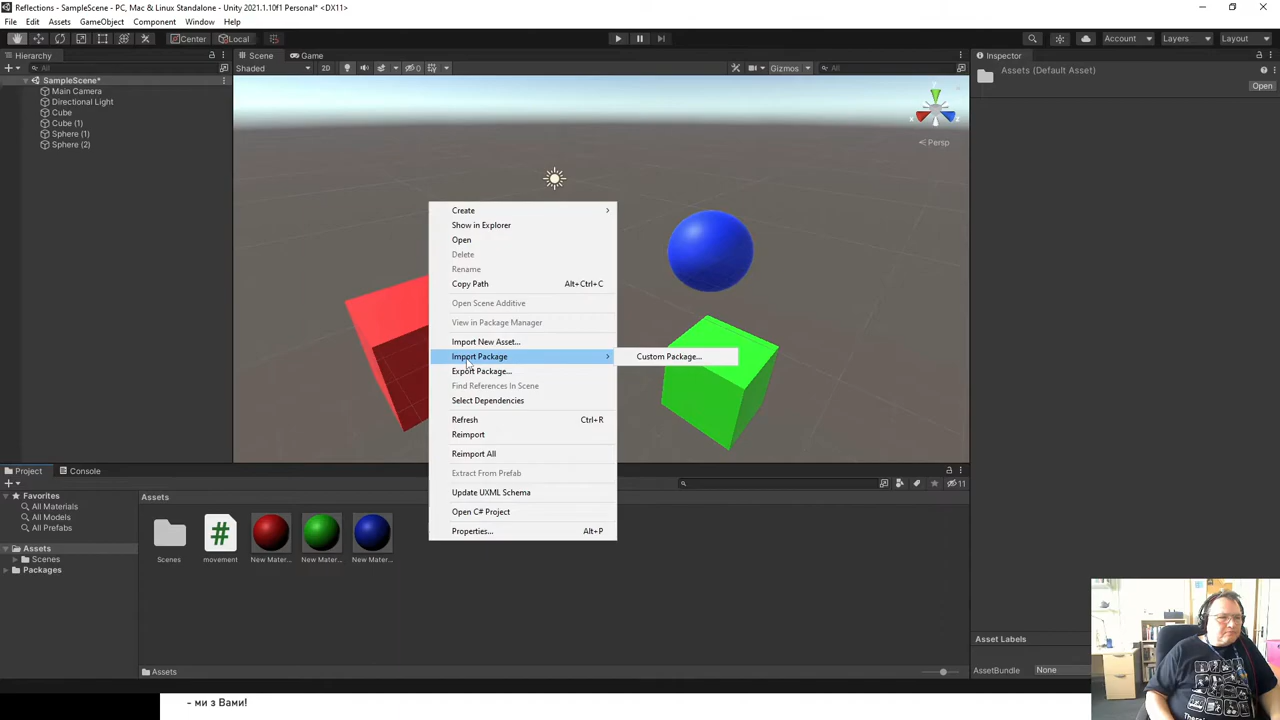 Reflections - SampleScene - PC, Mac & Linux Standalone - Unity 2021.1.10f1 Personal* <DX11>
File Edit Assets GameObject Component Window Help
Center Local Account Layers Layout
Hierarchy Scene Game Inspector
All Shaded 2D 0 Gizmos All Assets (Default Asset)
Open
SampleScene*
Main Camera
Directional Light
Cube
Cube (1)
Sphere (1)
Sphere (2)
y
x
Persp
Create
Show in Explorer
Open
Delete
Rename
Copy Path Alt+Ctrl+C
Open Scene Additive
View in Package Manager
Import New Asset...
Import Package Custom Package...
Export Package...
Find References In Scene
Select Dependencies
Refresh Ctrl+R
Reimport
Reimport All
Extract From Prefab
Update UXML Schema
Open C# Project
Properties... Alt+P
Project Console
11
Favorites
All Materials
All Models
All Prefabs
Assets
Scenes
Packages
Assets
#
Scenes movement New Mater... New Mater... New Mater...
Assets
Asset Labels
AssetBundle None
- ми з Вами!